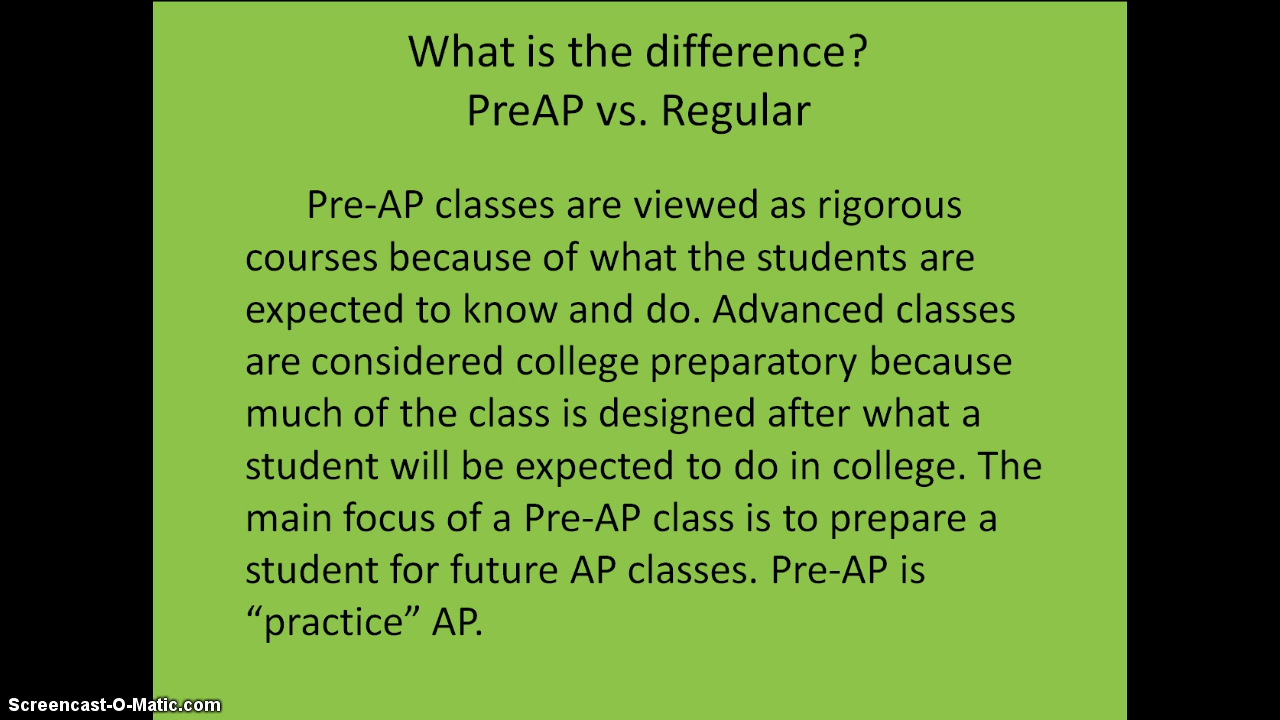 What is the difference?
PreAP vs. Regular
Pre-AP classes are viewed as rigorous
courses because of what the students are
expected to know and do. Advanced classes
are considered college preparatory because
much of the class is designed after what a
student will be expected to do in college. The
main focus of a Pre-AP class is to prepare a
student for future AP classes. Pre-AP is
“practice” AP.
Screencast-O-Matic.com